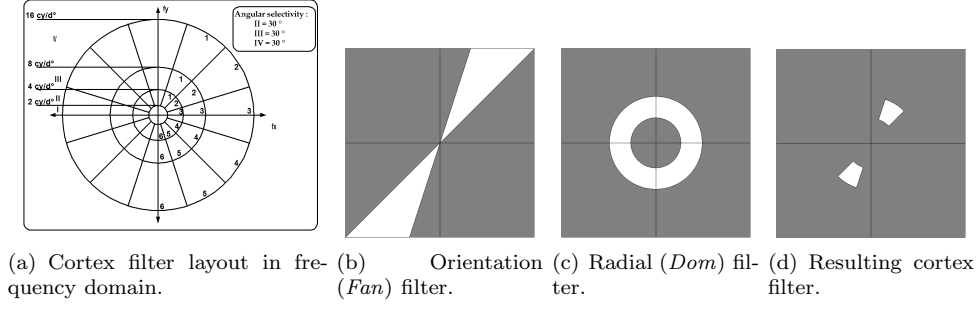 16 cy/d°
fy
Angular selectivity :
II = 30 °
III = 30 °
IV = 30 °
IV
1
2
8 cy/d°
III
1
2
4 cy/d°
II
1
2
2 cy/d°
I
3
3
3
fx
4
4
4
6
5
5
6
5
6
(a) Cortex filter layout in fre-
quency domain.
(b) Orientation
(Fan) filter.
(c) Radial (Dom) fil-
ter.
(d) Resulting cortex
filter.